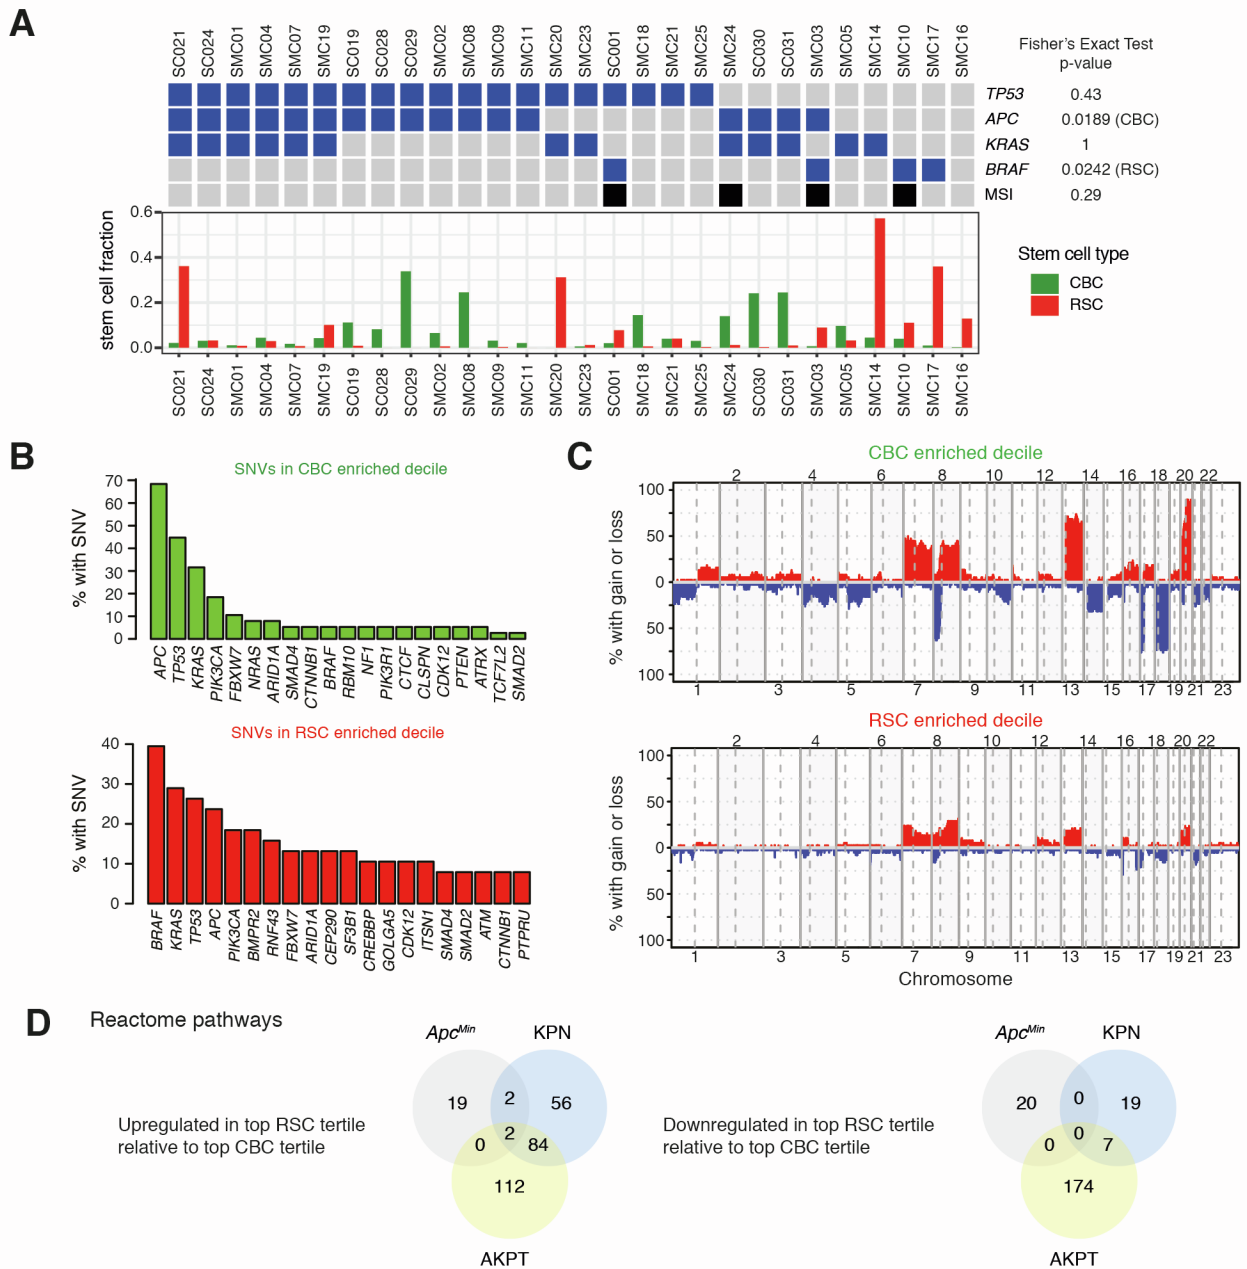 A
SC021 SC024 SMC01 SMC04 SMC07 SMC19 SC019 SC028 SC029 SMC02 SMC08 SMC09 SMC11 SMC20 SMC23 SC001 SMC18 SMC21 SMC25 SMC24 SC030 SC031 SMC03 SMC05 SMC14 SMC10 SMC17 SMC16
Fisher's Exact Test
p-value
TP53 0.43
APC 0.0189 (CBC)
KRAS 1
BRAF 0.0242 (RSC)
MSI 0.29
stem cell fraction
0.6
0.4
0.2
0.0
Stem cell type
CBC
RSC
SC021 SC024 SMC01 SMC04 SMC07 SMC19 SC019 SC028 SC029 SMC02 SMC08 SMC09 SMC11 SMC20 SMC23 SC001 SMC18 SMC21 SMC25 SMC24 SC030 SC031 SMC03 SMC05 SMC14 SMC10 SMC17 SMC16
B
SNVs in CBC enriched decile
% with SNV
70
60
50
40
30
20
10
0
APC TP53 KRAS PIK3CA FBXW7 NRAS ARID1A SMAD4 CTNNB1 BRAF RBM10 NF1 PIK3R1 CTCF CLSPN CDK12 PTEN ATRX TCF7L2 SMAD2
SNVs in RSC enriched decile
% with SNV
40
30
20
10
0
BRAF KRAS TP53 APC PIK3CA BMPR2 RNF43 FBXW7 ARID1A CEP290 SF3B1 CREBBP GOLGA5 CDK12 ITSN1 SMAD4 SMAD2 ATM CTNNB1 PTPRU
C
CBC enriched decile
2 4 6 8 10 12 14 16 18 20 22
% with gain or loss
100
50
0
50
100
1 3 5 7 9 11 13 15 17 19 21 23
RSC enriched decile
2 4 6 8 10 12 14 16 18 20 22
% with gain or loss
100
50
0
50
100
1 3 5 7 9 11 13 15 17 19 21 23
Chromosome
D
Reactome pathways
Upregulated in top RSC tertile
relative to top CBC tertile
ApcMin KPN
19 2 56
2
0 84
112
AKPT
Downregulated in top RSC tertile
relative to top CBC tertile
ApcMin KPN
20 0 19
0
0 7
174
AKPT